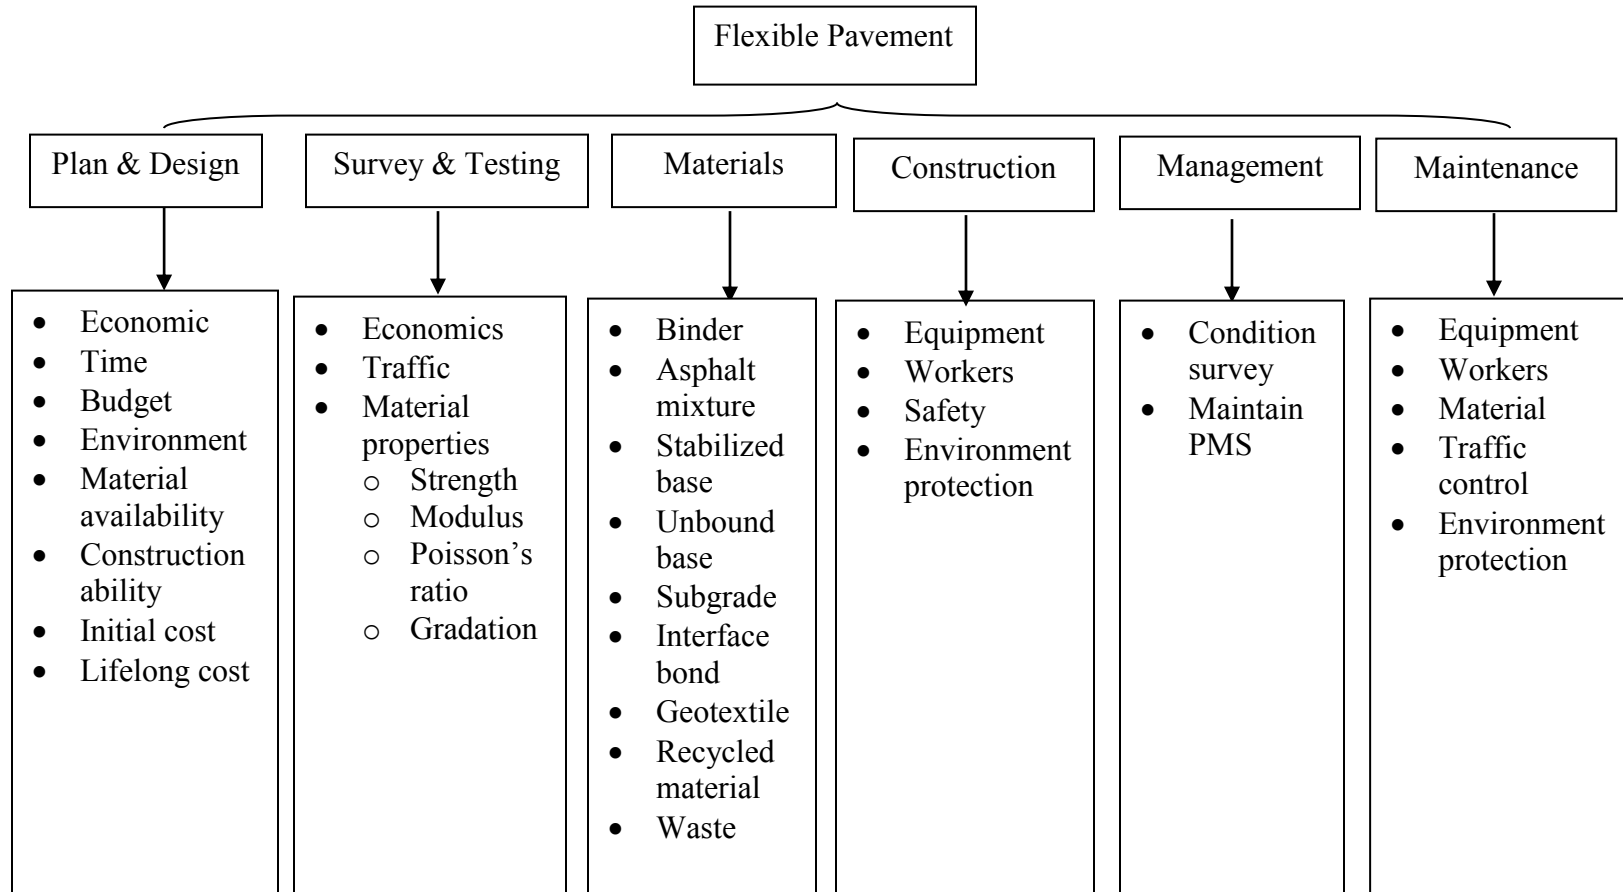 Flexible Pavement
Plan & Design
Survey & Testing
Materials
Construction
Management
Maintenance
• Economic
• Time
• Budget
• Environment
• Material
availability
• Construction
ability
• Initial cost
• Lifelong cost
• Economics
• Traffic
• Material
properties
o Strength
o Modulus
o Poisson’s
ratio
o Gradation
• Binder
• Asphalt
mixture
• Stabilized
base
• Unbound
base
• Subgrade
• Interface
bond
• Geotextile
• Recycled
material
• Waste
• Equipment
• Workers
• Safety
• Environment
protection
• Condition
survey
• Maintain
PMS
• Equipment
• Workers
• Material
• Traffic
control
• Environment
protection